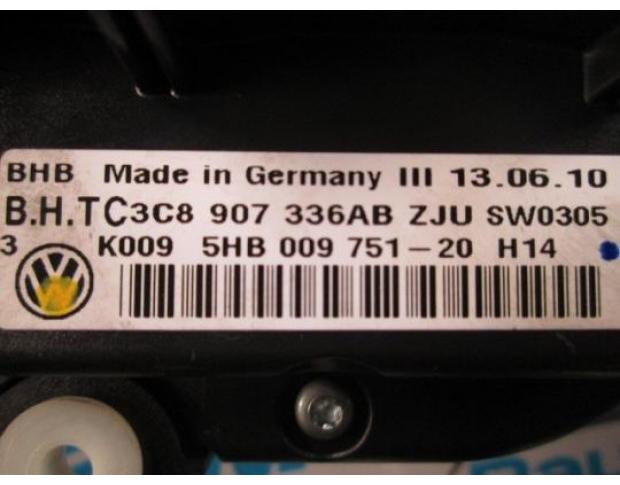 BHB Made in Germany III 13.06.10
B.H.TC3C8 907 336AB ZJU SW0305
3 K009 5HB 009 751-20 H14